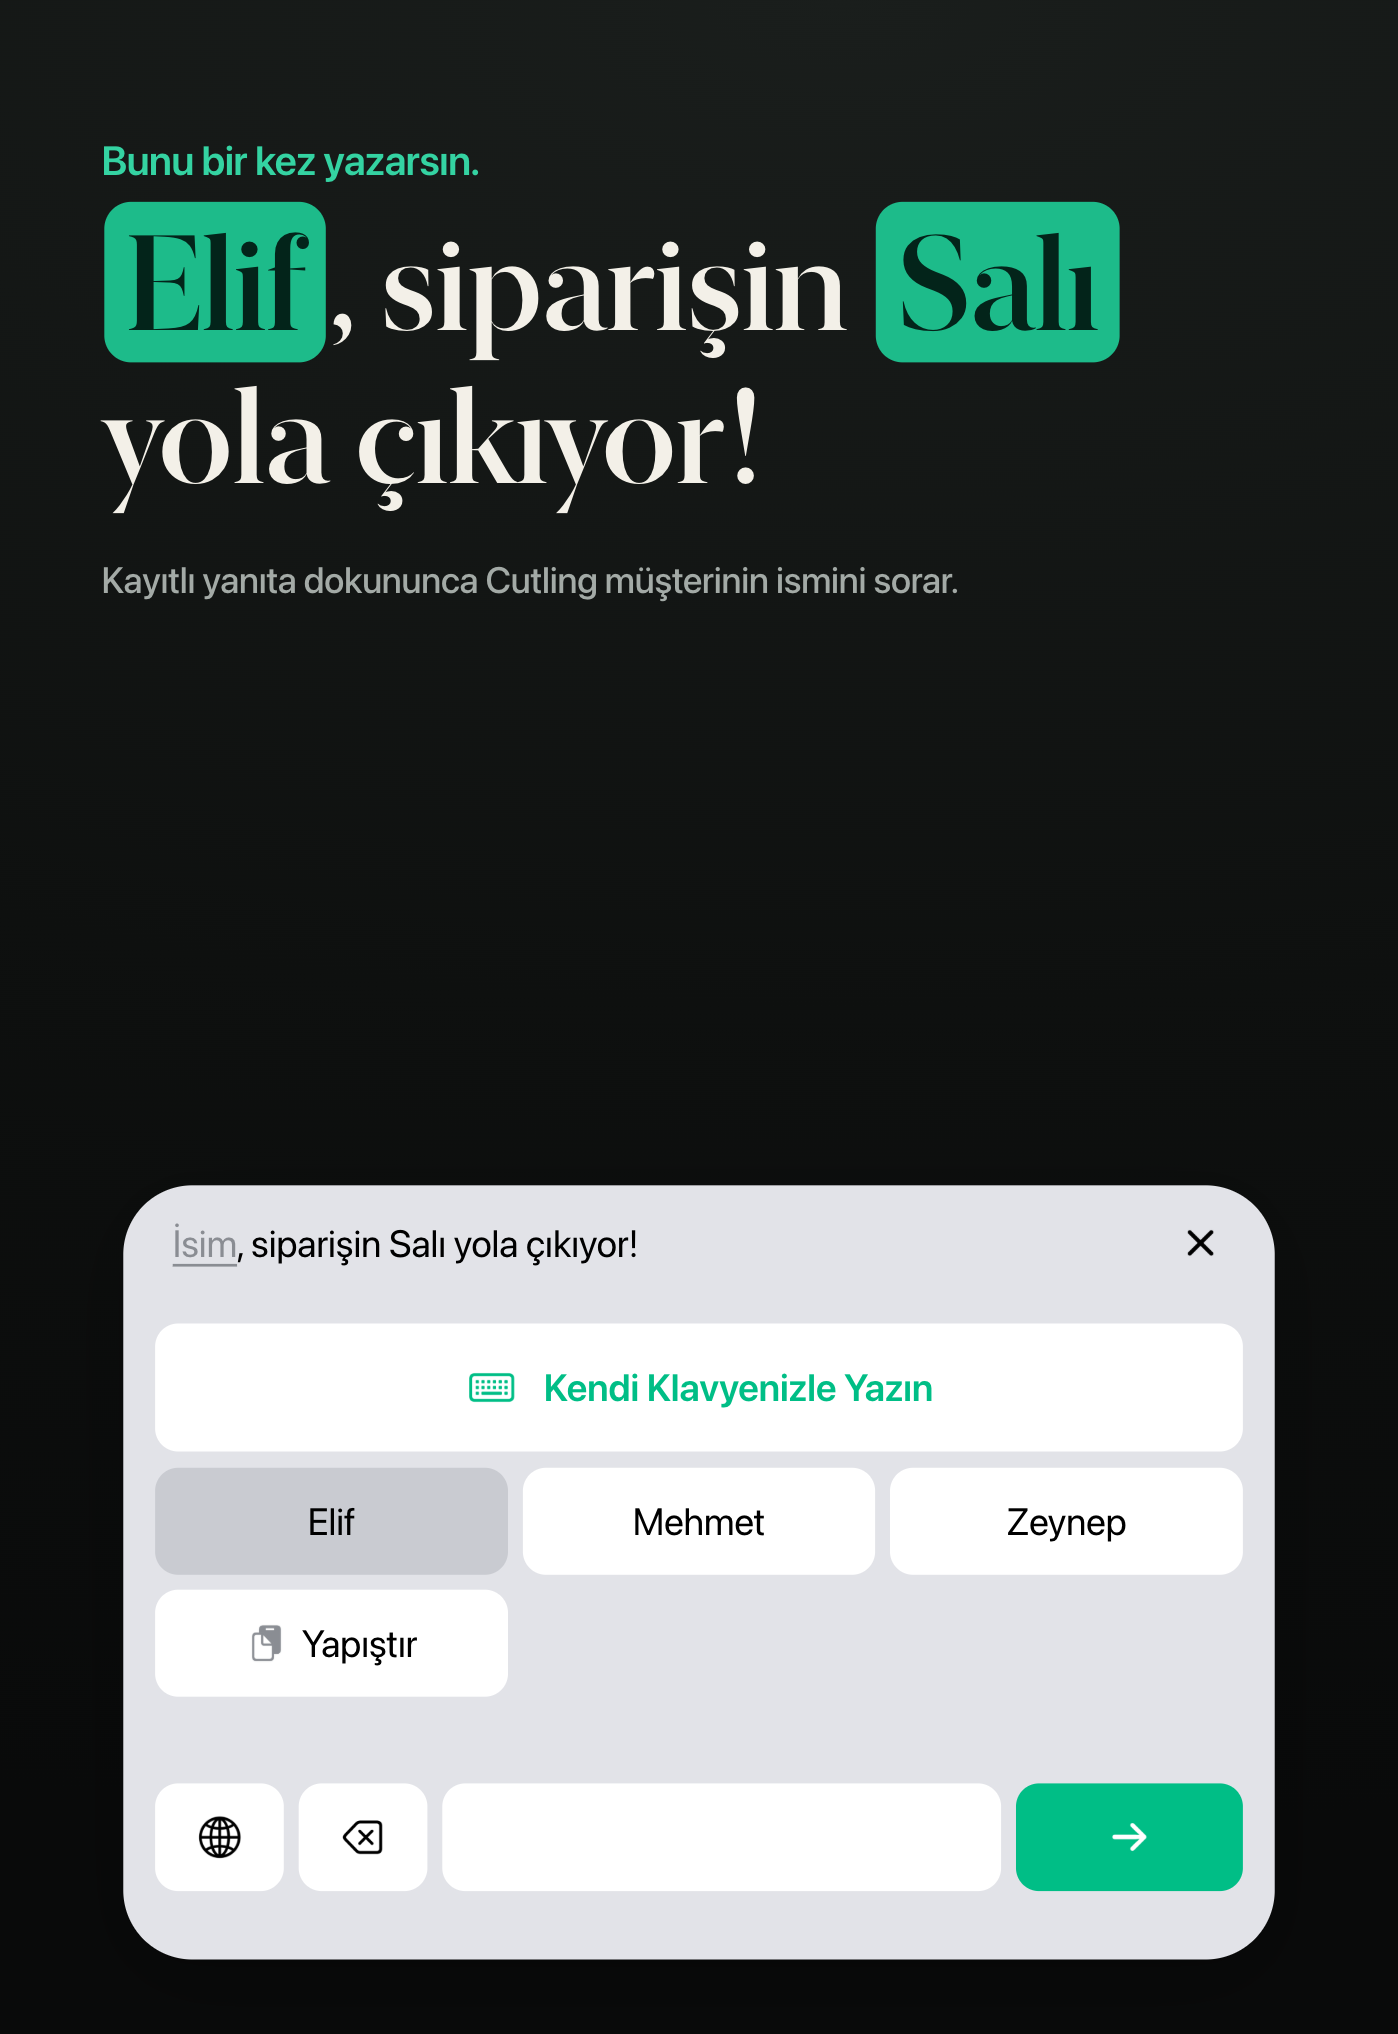 Bunu bir kez yazarsın.
Elif, siparişin Salı
yola çıkıyor!
Kayıtlı yanıta dokununca Cutling müşterinin ismini sorar.
İsim, siparişin Salı yola çıkıyor!
Kendi Klavyenizle Yazın
Elif
Mehmet
Zeynep
Yapıştır